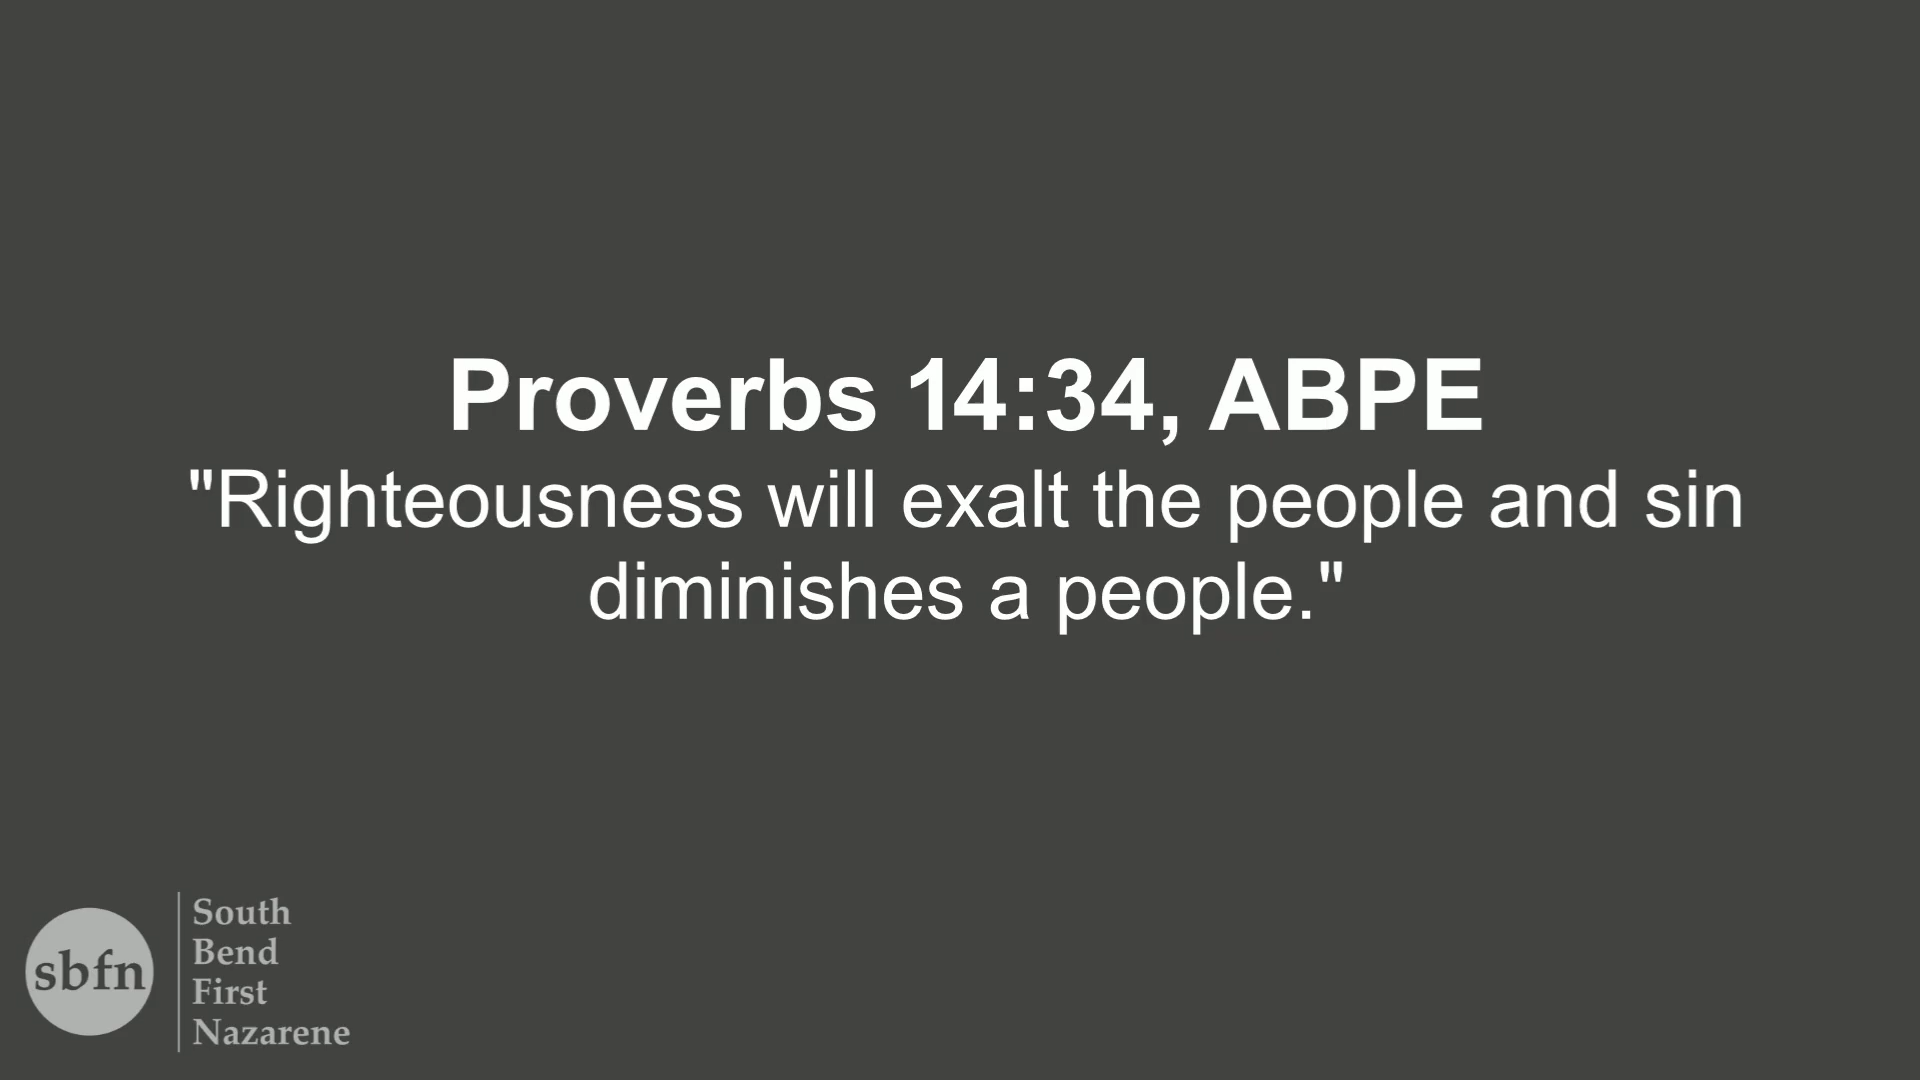 Proverbs 14:34, ABPE
"Righteousness will exalt the people and sin
diminishes a people."
sbfn
South
Bend
First
Nazarene